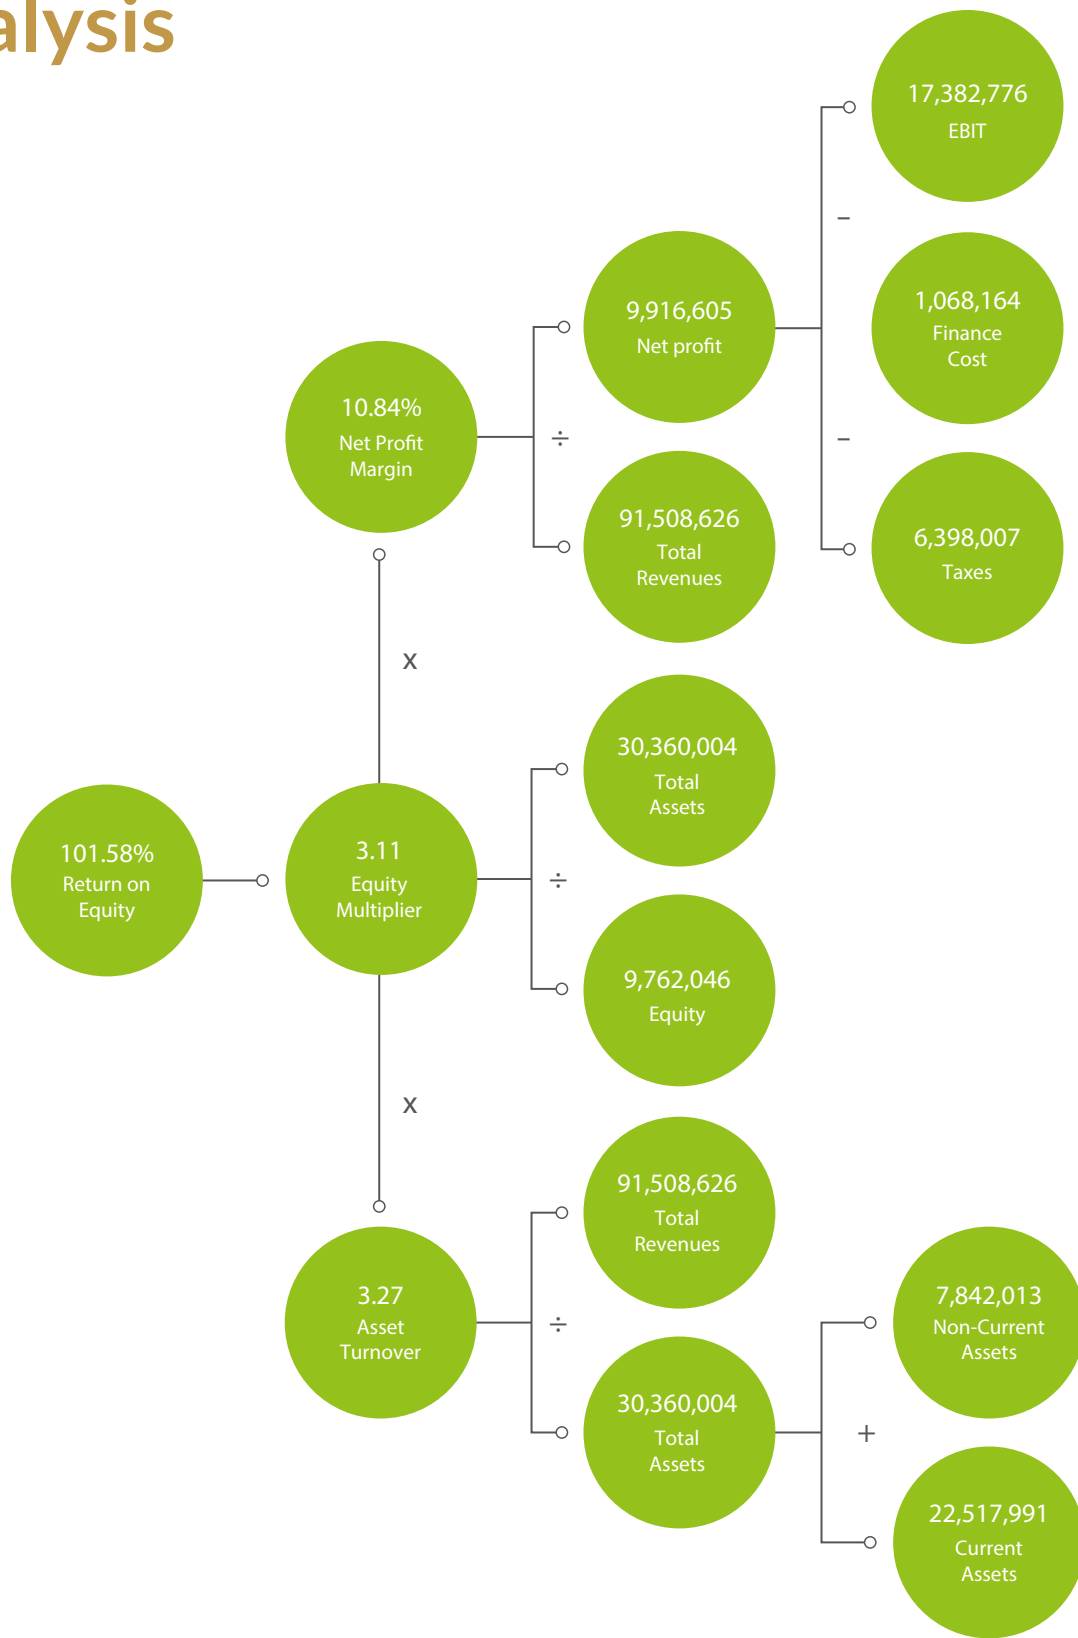 alysis
17,382,776
EBIT
–
1,068,164
Finance
Cost
–
6,398,007
Taxes
9,916,605
Net profit
÷
91,508,626
Total
Revenues
10.84%
Net Profit
Margin
x
30,360,004
Total
Assets
÷
9,762,046
Equity
101.58%
Return on
Equity
3.11
Equity
Multiplier
x
91,508,626
Total
Revenues
÷
30,360,004
Total
Assets
3.27
Asset
Turnover
7,842,013
Non-Current
Assets
+
22,517,991
Current
Assets